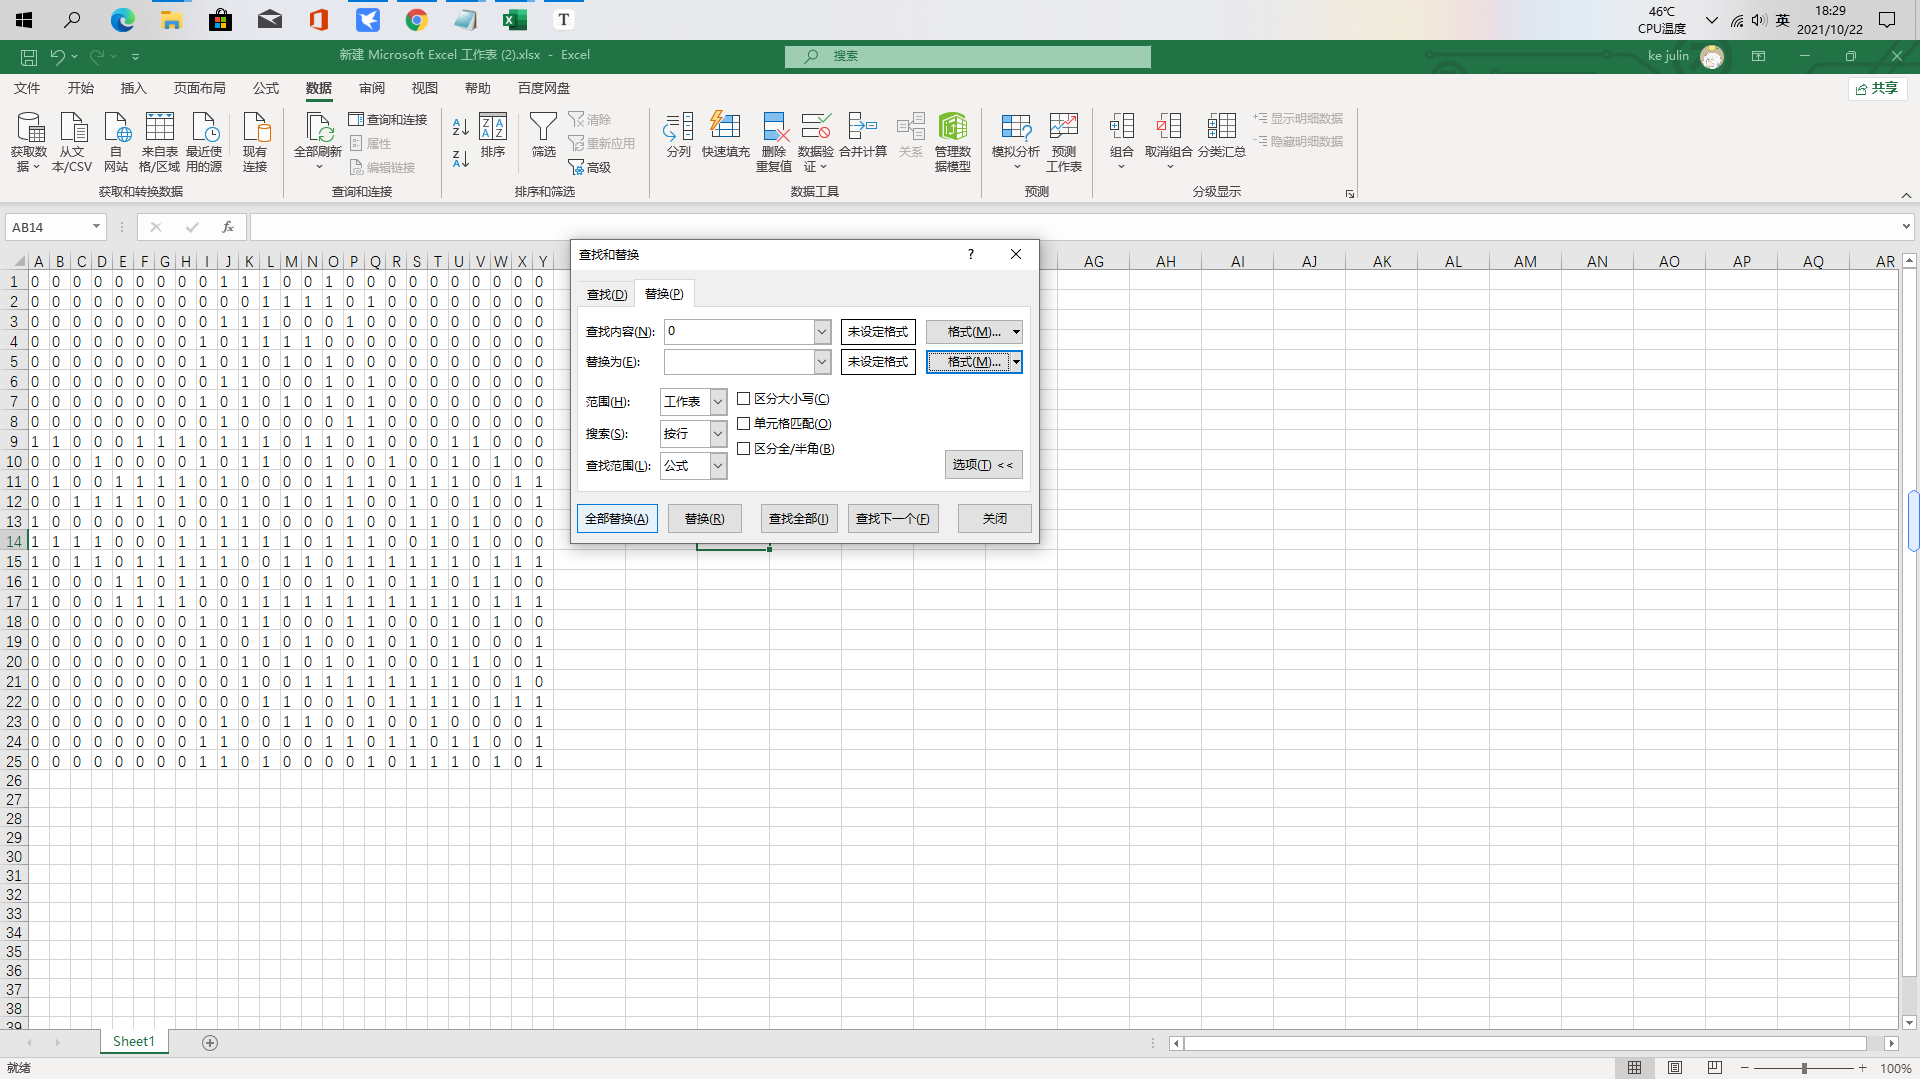 46℃
CPU温度
英
18:29
2021/10/22
新建 Microsoft Excel 工作表 (2).xlsx - Excel
搜索
ke julin
文件 开始 插入 页面布局 公式 数据 审阅 视图 帮助 百度网盘
共享
获取数据
从文本/CSV
自网站
来自表格/区域
最近使用的源
现有连接
获取和转换数据
全部刷新
查询和连接
属性
编辑链接
查询和连接
排序
筛选
清除
重新应用
高级
排序和筛选
分列
快速填充
删除重复值
数据验证
合并计算
关系
管理数据模型
数据工具
模拟分析
预测工作表
预测
组合
取消组合
分类汇总
显示明细数据
隐藏明细数据
分级显示
AB14
fx
查找和替换
?
查找(D)
替换(P)
查找内容(N): 0 未设定格式 格式(M)...
替换为(E): 未设定格式 格式(M)...
范围(H): 工作表
搜索(S): 按行
查找范围(L): 公式
区分大小写(C)
单元格匹配(O)
区分全/半角(B)
选项(T) <<
全部替换(A) 替换(R) 查找全部(I) 查找下一个(F) 关闭
A B C D E F G H I J K L M N O P Q R S T U V W X Y AG AH AI AJ AK AL AM AN AO AP AQ AR
1 0 0 0 0 0 0 0 0 0 1 1 1 0 0 1 0 0 0 0 0 0 0 0 0 0
2 0 0 0 0 0 0 0 0 0 0 0 1 1 1 1 0 1 0 0 0 0 0 0 0 0
3 0 0 0 0 0 0 0 0 0 1 1 1 0 0 0 1 0 0 0 0 0 0 0 0 0
4 0 0 0 0 0 0 0 0 1 0 1 1 1 1 0 0 0 0 0 0 0 0 0 0 0
5 0 0 0 0 0 0 0 0 1 0 1 0 1 0 1 0 0 0 0 0 0 0 0 0 0
6 0 0 0 0 0 0 0 0 0 1 1 0 0 0 1 0 1 0 0 0 0 0 0 0 0
7 0 0 0 0 0 0 0 0 1 0 1 0 1 0 1 0 1 0 0 0 0 0 0 0 0
8 0 0 0 0 0 0 0 0 0 1 0 0 0 0 0 1 1 0 0 0 0 0 0 0 0
9 1 1 0 0 0 1 1 1 0 1 1 1 0 1 1 0 0 0 0 0 1 1 0 0 0
10 0 0 0 1 0 0 0 0 1 0 1 1 0 0 1 0 0 1 0 0 1 0 1 0 0
11 0 1 0 0 1 1 1 1 0 1 0 0 0 0 1 1 1 0 1 1 1 0 0 1 1
12 0 0 1 1 1 1 0 1 0 0 1 0 1 0 1 1 1 0 0 1 0 0 1 0 1
13 1 0 0 0 0 0 1 0 0 1 1 0 0 0 1 0 0 0 1 1 0 1 0 0 0
14 1 1 1 1 0 0 0 1 1 1 1 1 1 0 1 1 1 0 0 1 0 1 0 0 0
15 1 0 1 1 0 1 1 1 1 1 0 0 1 1 0 1 1 1 1 1 1 1 0 1 1
16 1 0 0 0 1 1 0 1 1 0 0 1 0 0 1 0 1 0 1 1 0 1 1 0 0
17 1 0 0 0 1 1 1 1 0 0 1 1 1 1 1 1 1 1 1 1 1 0 1 1 1
18 0 0 0 0 0 0 0 0 1 0 1 1 0 0 0 1 1 0 0 0 1 0 1 0 0
19 0 0 0 0 0 0 0 0 1 0 0 1 0 1 0 0 1 0 1 0 1 0 0 0 1
20 0 0 0 0 0 0 0 0 1 0 1 0 1 0 1 0 1 0 0 0 1 1 0 0 1
21 0 0 0 0 0 0 0 0 0 0 1 0 0 1 1 1 1 1 1 1 1 0 0 1 0
22 0 0 0 0 0 0 0 0 0 0 0 1 1 0 0 1 0 1 1 1 1 0 1 1 1
23 0 0 0 0 0 0 0 0 0 1 0 0 1 1 0 0 1 0 0 1 0 0 0 0 1
24 0 0 0 0 0 0 0 0 1 1 0 0 0 0 1 1 0 1 1 0 1 1 0 0 1
25 0 0 0 0 0 0 0 0 1 1 0 1 0 0 0 0 1 0 1 1 1 0 1 0 1
26
27
28
29
30
31
32
33
34
35
36
37
38
39
Sheet1
就绪
100%